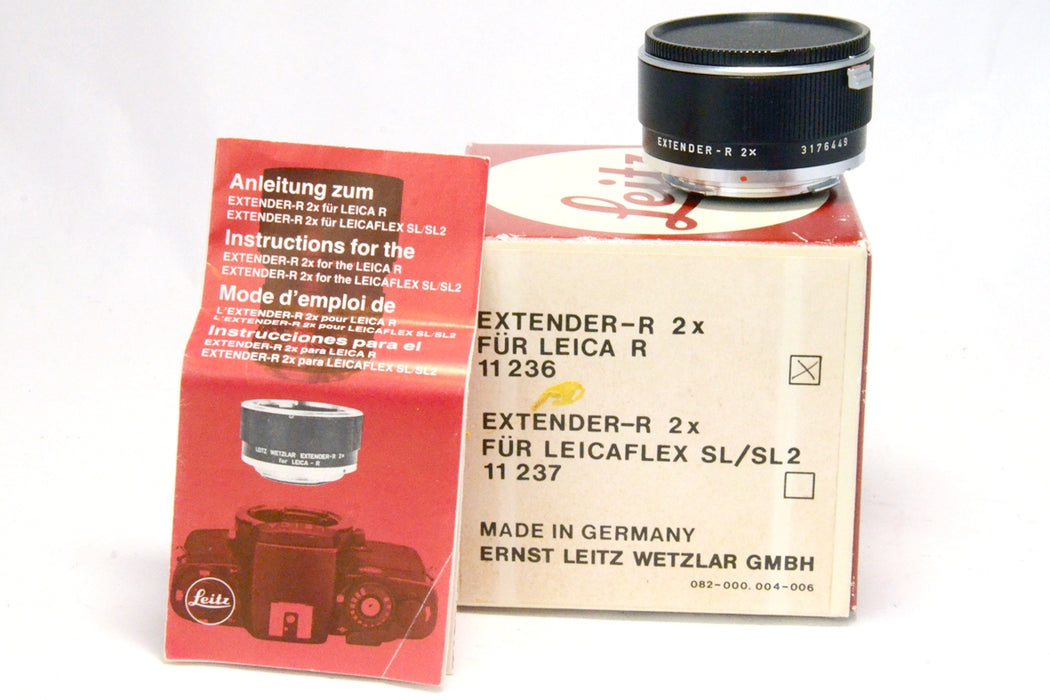 Anleitung zum
EXTENDER-R 2x für LEICA R
EXTENDER-R 2x für LEICAFLEX SL/SL2
Instructions for the
EXTENDER-R 2x for the LEICA R
EXTENDER-R 2x for the LEICAFLEX SL/SL2
Mode d'emploi de
L'EXTENDER-R 2x pour LEICA R
L'EXTENDER-R 2x pour LEICAFLEX SL/SL2
Instrucciones para el
EXTENDER-R 2x para LEICA R
EXTENDER-R 2x para LEICAFLEX SL/SL2
LEITZ WETZLAR EXTENDER-R 2x
for LEICA-R
Leitz
EXTENDER-R 2x 3176449
Leitz
EXTENDER-R 2x
FÜR LEICA R
11 236
EXTENDER-R 2x
FÜR LEICAFLEX SL/SL2
11 237
MADE IN GERMANY
ERNST LEITZ WETZLAR GMBH
082-000.004-006